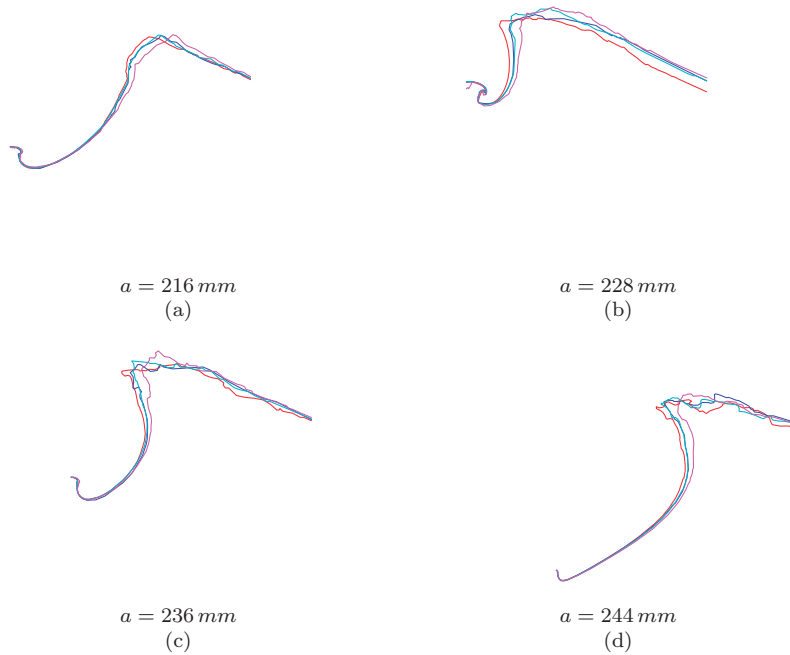 a = 216 mm
(a)
a = 228 mm
(b)
a = 236 mm
(c)
a = 244 mm
(d)